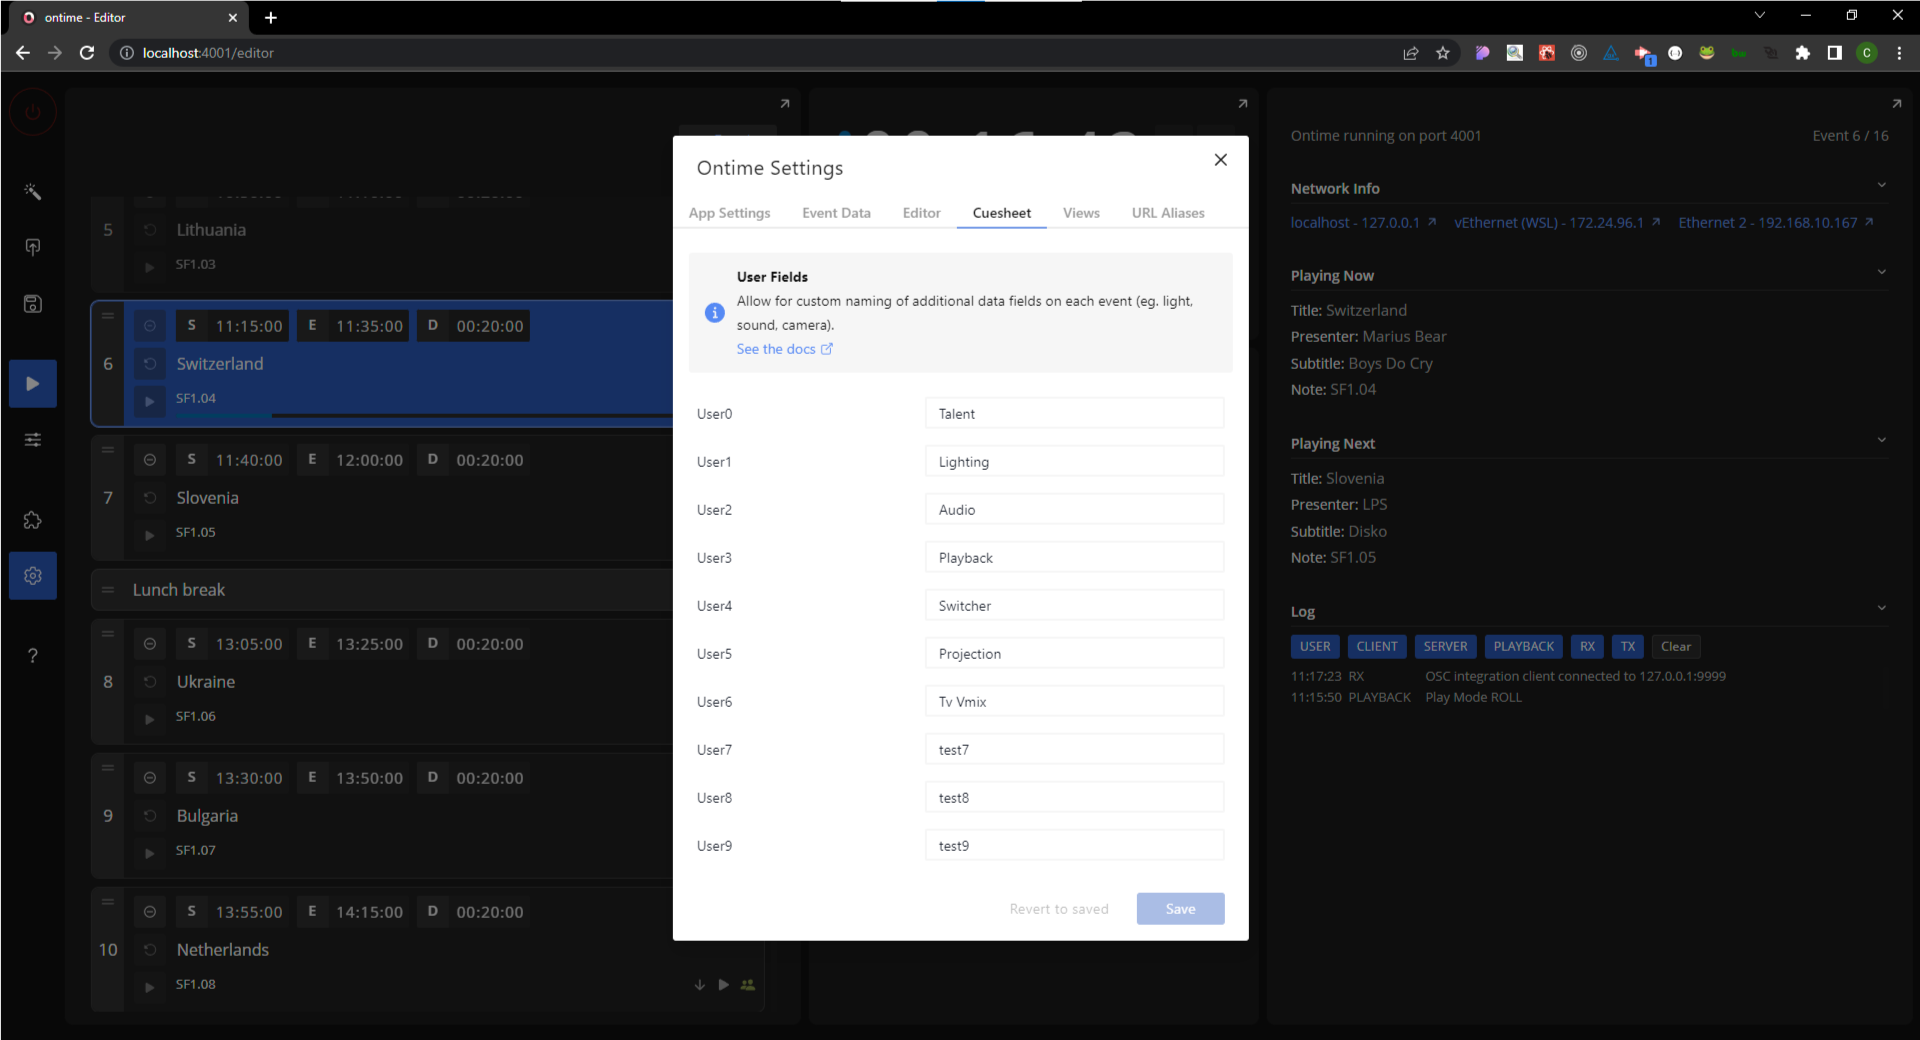 ontime - Editor
localhost:4001/editor
1
C
5
Lithuania
SF1.03
6
S 11:15:00 E 11:35:00 D 00:20:00
Switzerland
SF1.04
7
S 11:40:00 E 12:00:00 D 00:20:00
Slovenia
SF1.05
Lunch break
8
S 13:05:00 E 13:25:00 D 00:20:00
Ukraine
SF1.06
9
S 13:30:00 E 13:50:00 D 00:20:00
Bulgaria
SF1.07
10
S 13:55:00 E 14:15:00 D 00:20:00
Netherlands
SF1.08
?
Ontime Settings
App Settings Event Data Editor Cuesheet Views URL Aliases
User Fields
Allow for custom naming of additional data fields on each event (eg. light,
sound, camera).
See the docs
User0 Talent
User1 Lighting
User2 Audio
User3 Playback
User4 Switcher
User5 Projection
User6 Tv Vmix
User7 test7
User8 test8
User9 test9
Revert to saved Save
Ontime running on port 4001 Event 6 / 16
Network Info
localhost - 127.0.0.1 vEthernet (WSL) - 172.24.96.1 Ethernet 2 - 192.168.10.167
Playing Now
Title: Switzerland
Presenter: Marius Bear
Subtitle: Boys Do Cry
Note: SF1.04
Playing Next
Title: Slovenia
Presenter: LPS
Subtitle: Disko
Note: SF1.05
Log
USER CLIENT SERVER PLAYBACK RX TX Clear
11:17:23 RX OSC integration client connected to 127.0.0.1:9999
11:15:50 PLAYBACK Play Mode ROLL